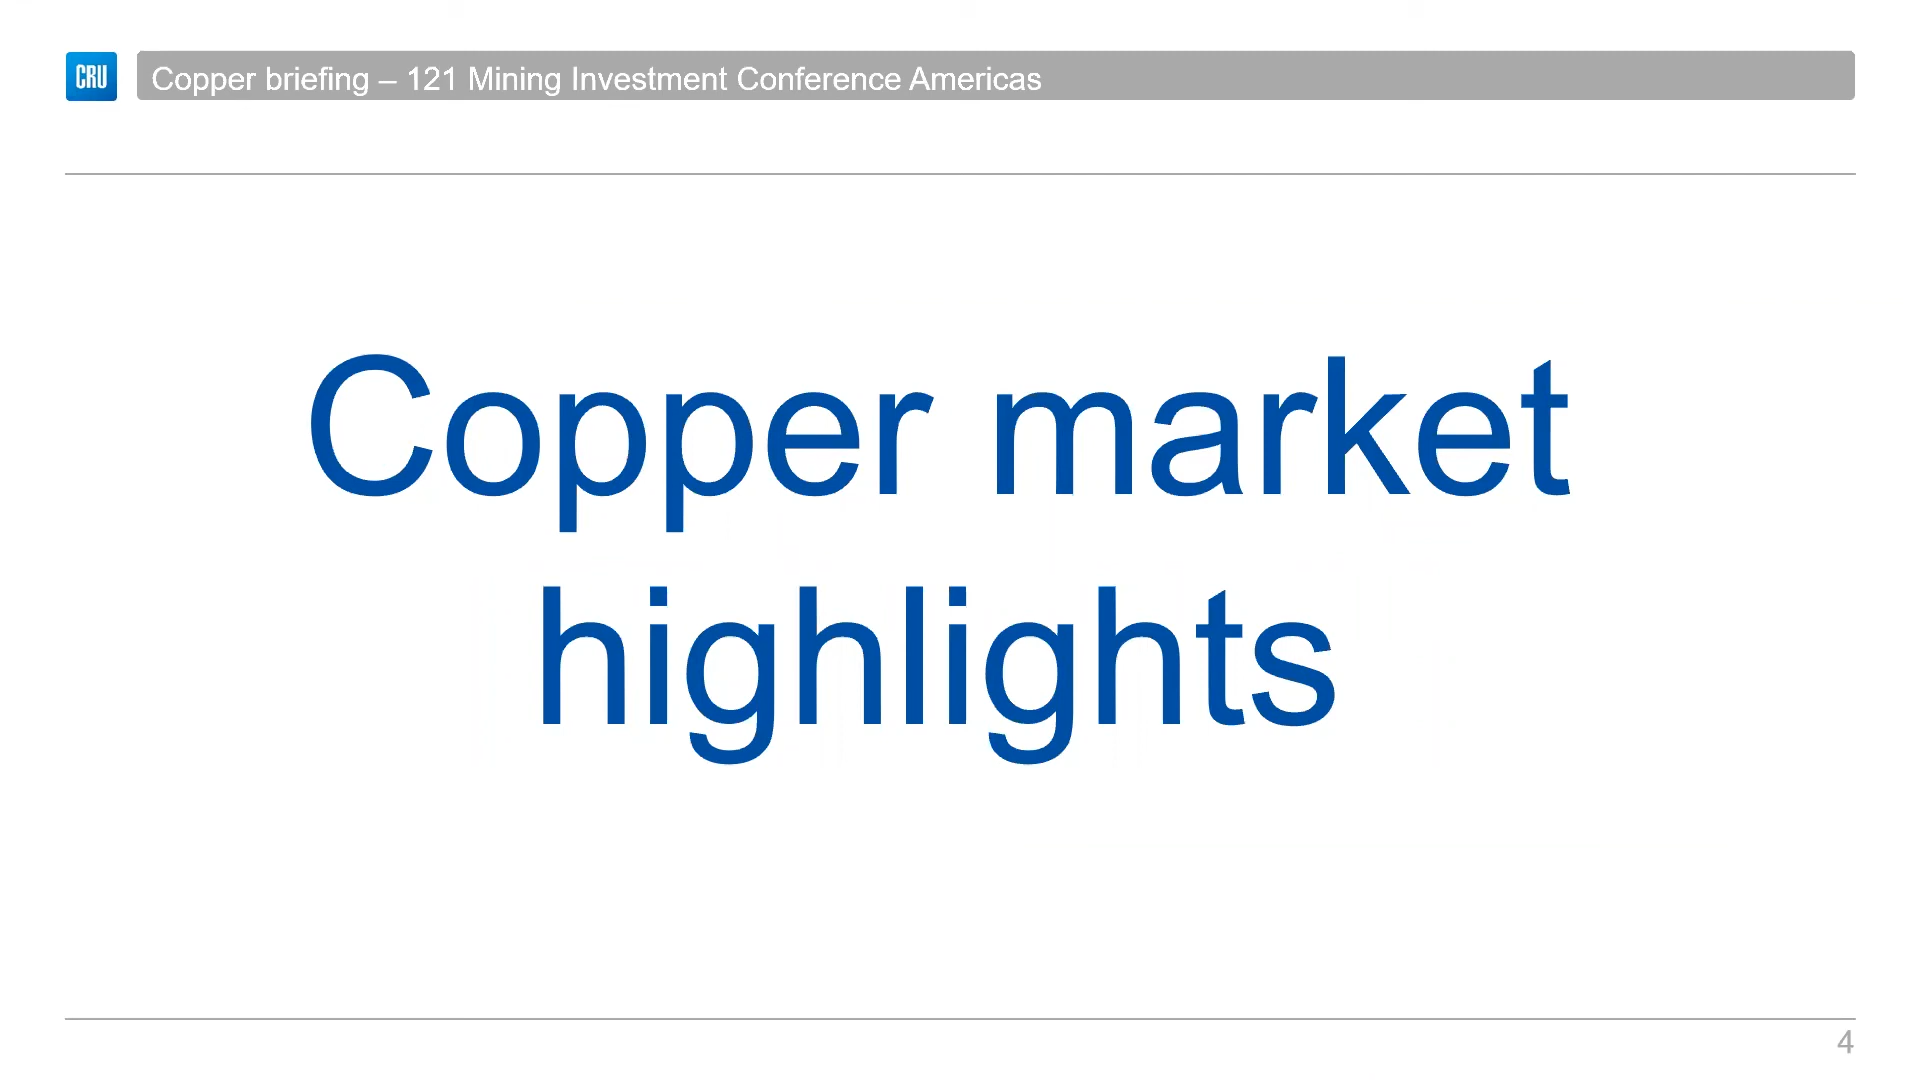 CRU
Copper briefing – 121 Mining Investment Conference Americas
Copper market
highlights
4